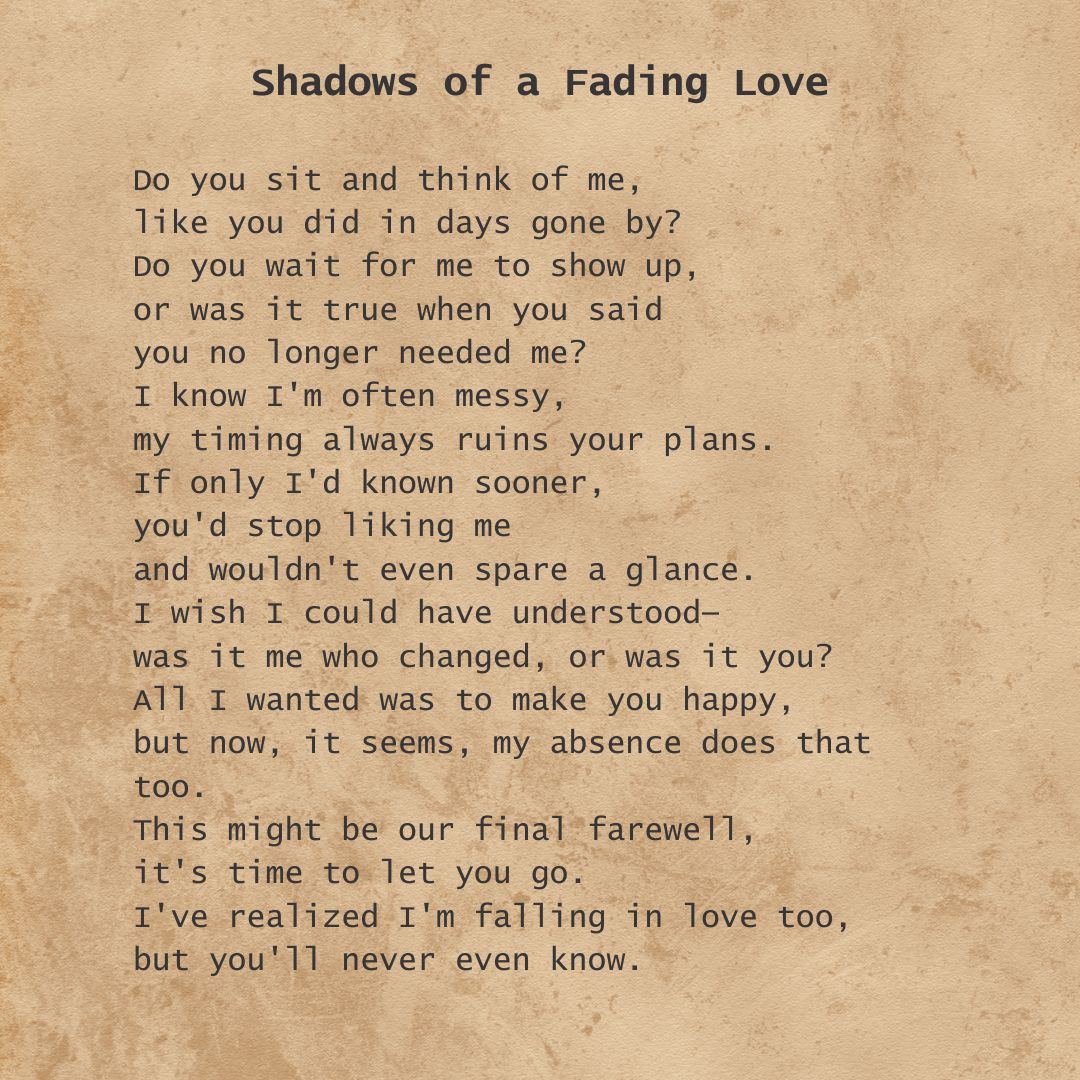 Shadows of a Fading Love
Do you sit and think of me,
like you did in days gone by?
Do you wait for me to show up,
or was it true when you said
you no longer needed me?
I know I'm often messy,
my timing always ruins your plans.
If only I'd known sooner,
you'd stop liking me
and wouldn't even spare a glance.
I wish I could have understood—
was it me who changed, or was it you?
All I wanted was to make you happy,
but now, it seems, my absence does that
too.
This might be our final farewell,
it's time to let you go.
I've realized I'm falling in love too,
but you'll never even know.